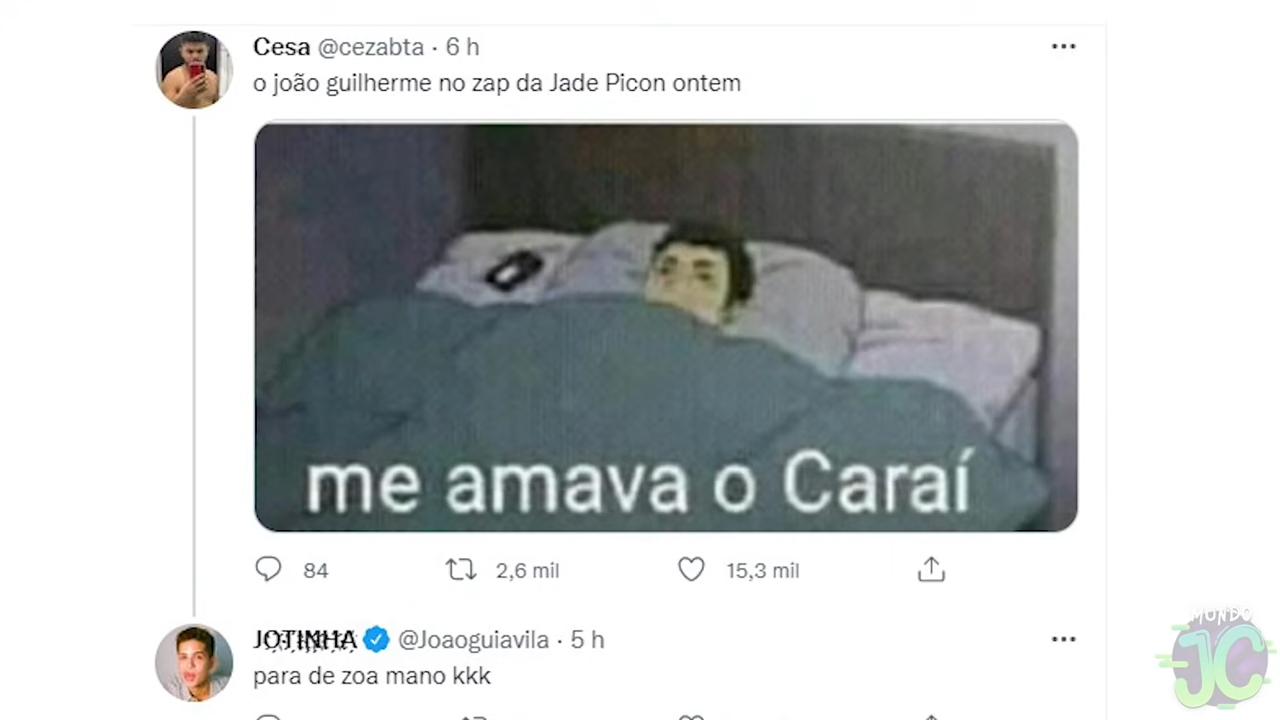 Cesa @cezabta · 6 h
o joão guilherme no zap da Jade Picon ontem
me amava o Caraí
84 2,6 mil 15,3 mil
JOTINHA @Joaoguiavila · 5 h
para de zoa mano kkk
MUNDO
JC